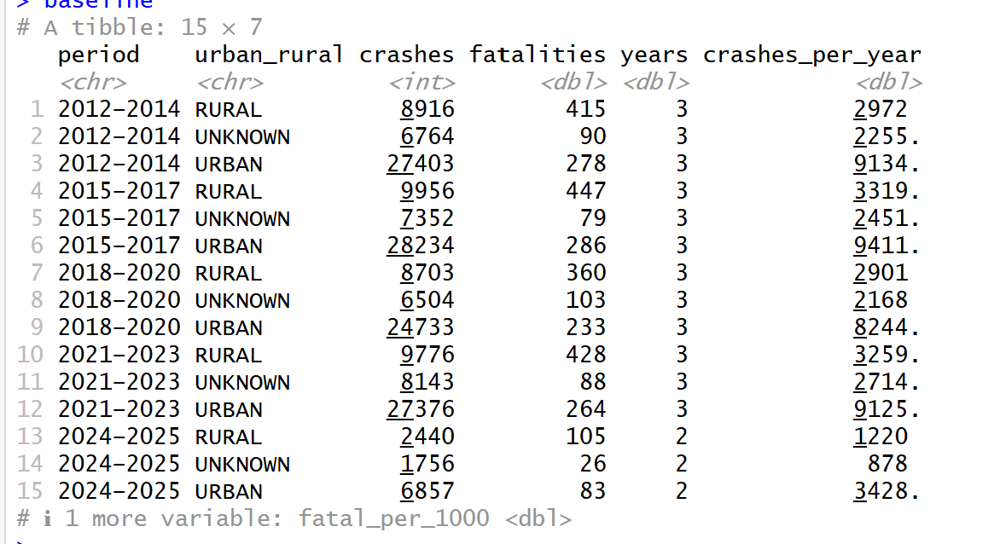 > baseline
# A tibble: 15 × 7
period urban_rural crashes fatalities years crashes_per_year
<chr> <chr> <int> <dbl> <dbl> <dbl>
1 2012-2014 RURAL 8916 415 3 2972
2 2012-2014 UNKNOWN 6764 90 3 2255.
3 2012-2014 URBAN 27403 278 3 9134.
4 2015-2017 RURAL 9956 447 3 3319.
5 2015-2017 UNKNOWN 7352 79 3 2451.
6 2015-2017 URBAN 28234 286 3 9411.
7 2018-2020 RURAL 8703 360 3 2901
8 2018-2020 UNKNOWN 6504 103 3 2168
9 2018-2020 URBAN 24733 233 3 8244.
10 2021-2023 RURAL 9776 428 3 3259.
11 2021-2023 UNKNOWN 8143 88 3 2714.
12 2021-2023 URBAN 27376 264 3 9125.
13 2024-2025 RURAL 2440 105 2 1220
14 2024-2025 UNKNOWN 1756 26 2 878
15 2024-2025 URBAN 6857 83 2 3428.
# ℹ 1 more variable: fatal_per_1000 <dbl>
>